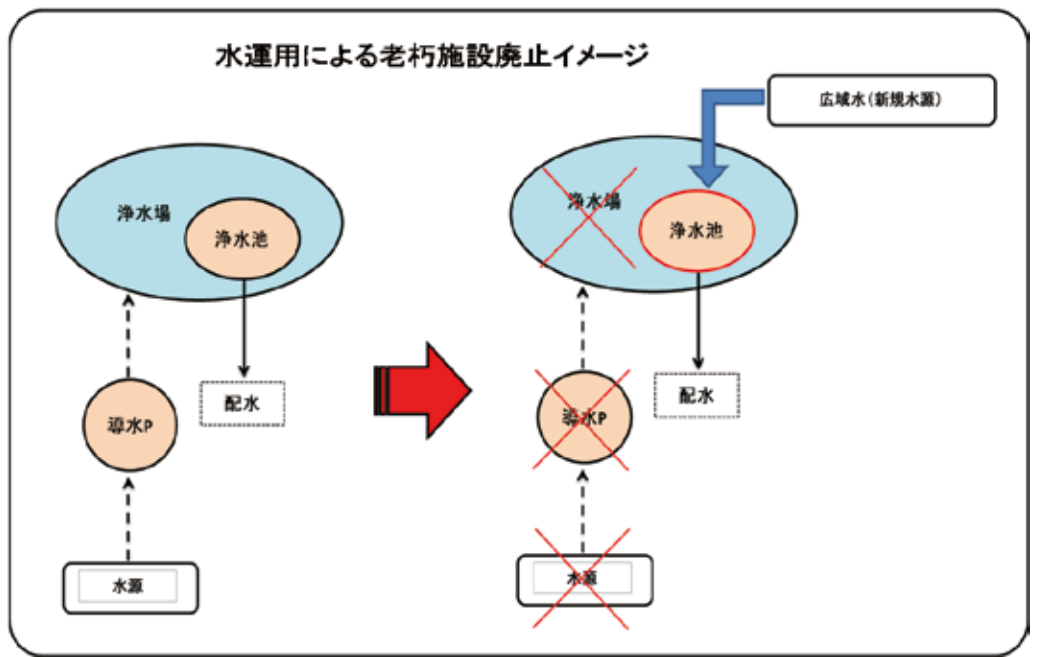 水運用による老朽施設廃止イメージ
広域水(新規水源)
浄水場
浄水池
配水
導水P
水源
浄水場
浄水池
配水
導水P
水源